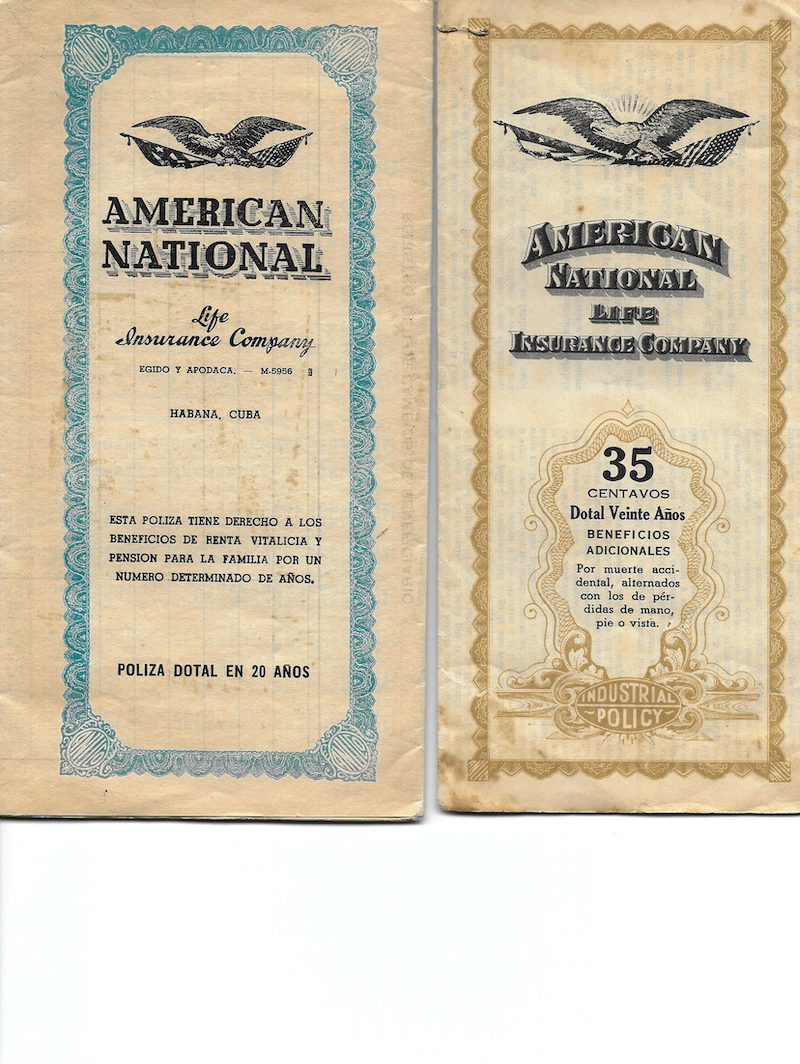 AMERICAN
NATIONAL
Life
Insurance Company
EGIDO Y APODACA. — M-5956
HABANA, CUBA
ESTA POLIZA TIENE DERECHO A LOS
BENEFICIOS DE RENTA VITALICIA Y
PENSION PARA LA FAMILIA POR UN
NUMERO DETERMINADO DE AÑOS.
POLIZA DOTAL EN 20 AÑOS
AMERICAN
NATIONAL
LIFE
INSURANCE COMPANY
35
CENTAVOS
Dotal Veinte Años
BENEFICIOS
ADICIONALES
Por muerte acci-
dental, alternados
con los de pér-
didas de mano,
pie o vista.
INDUSTRIAL
POLICY